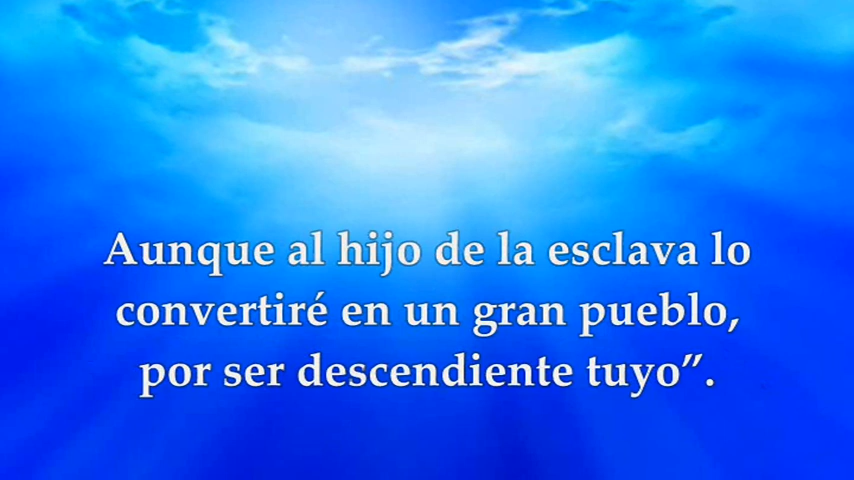 Aunque al hijo de la esclava lo
convertiré en un gran pueblo,
por ser descendiente tuyo”.